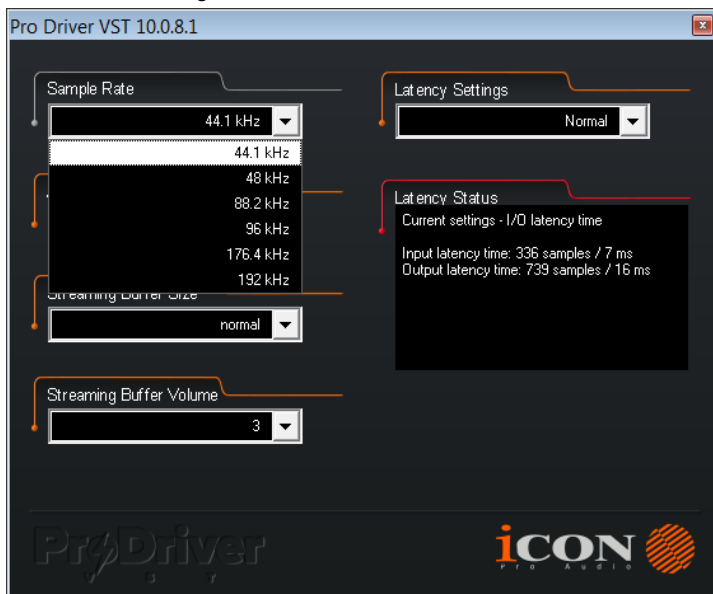 Pro Driver VST 10.0.8.1
Sample Rate
44.1 kHz
44.1 kHz
48 kHz
88.2 kHz
96 kHz
176.4 kHz
192 kHz
Streaming Buffer Size
normal
Streaming Buffer Volume
3
Latency Settings
Normal
Latency Status
Current settings - I/O latency time
Input latency time: 336 samples / 7 ms
Output latency time: 739 samples / 16 ms
ProDriver
V S T
iCON
Pro Audio